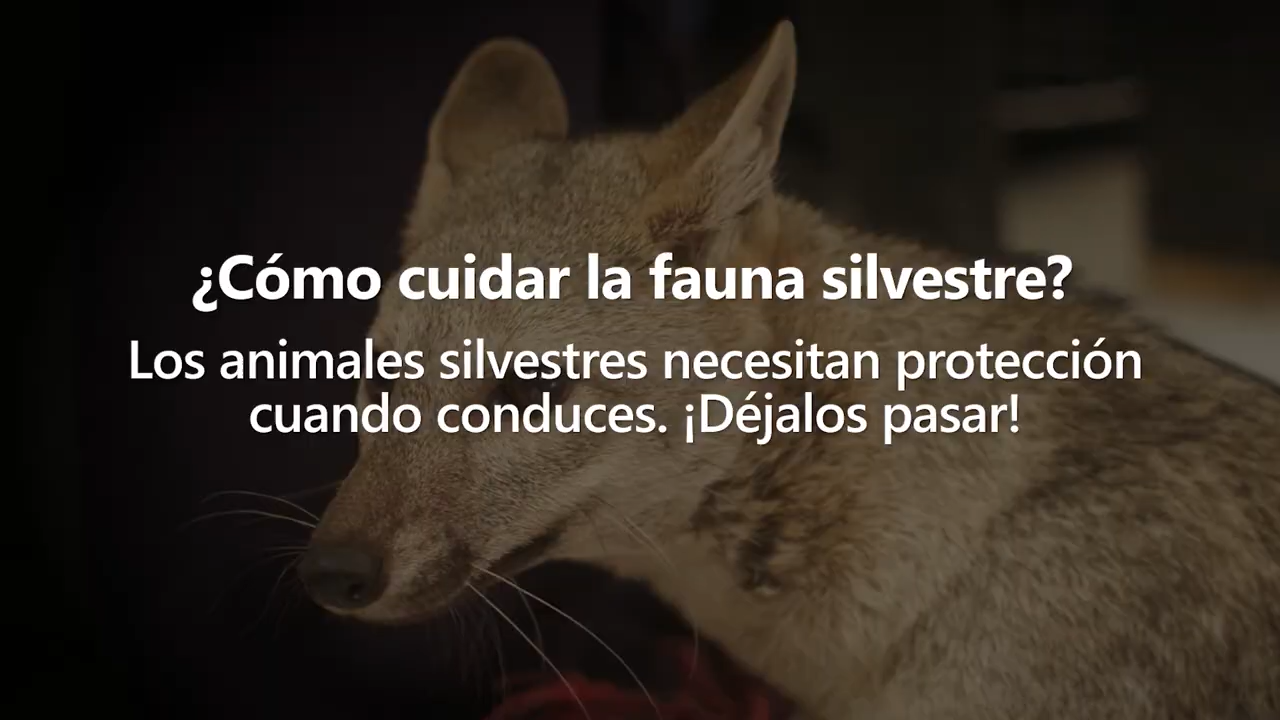 ¿Cómo cuidar la fauna silvestre?
Los animales silvestres necesitan protección
cuando conduces. ¡Déjalos pasar!